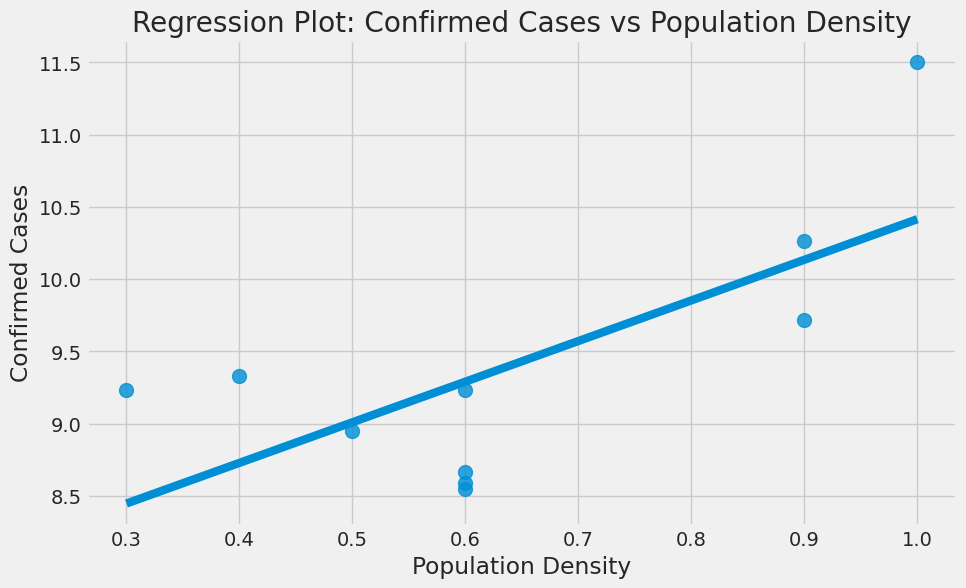 Regression Plot: Confirmed Cases vs Population Density
11.5
11.0
10.5
10.0
9.5
9.0
8.5
Confirmed Cases
0.3 0.4 0.5 0.6 0.7 0.8 0.9 1.0
Population Density